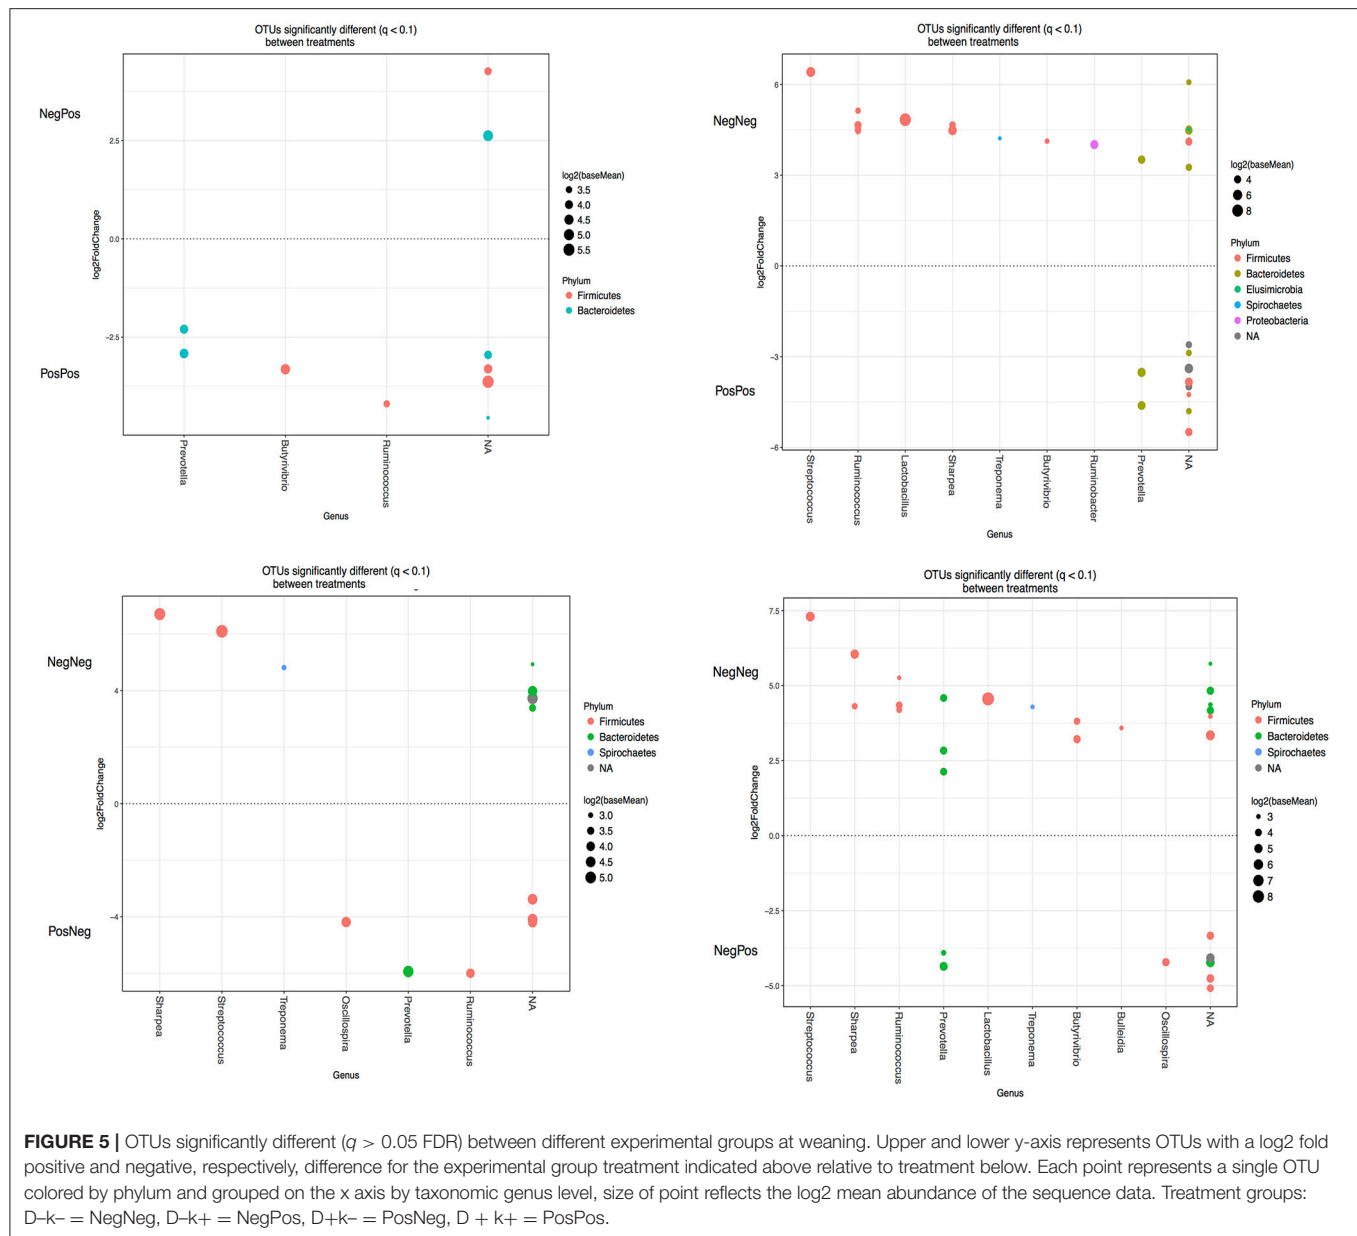 OTUs significantly different (q < 0.1)
between treatments
NegPos
PosPos
log2FoldChange
2.5
0.0
−2.5
Prevotella
Butyrivibrio
Ruminococcus
NA
Genus
log2(baseMean)
3.5
4.0
4.5
5.0
5.5
Phylum
Firmicutes
Bacteroidetes
OTUs significantly different (q < 0.1)
between treatments
NegNeg
PosPos
log2FoldChange
6
3
0
−3
−6
Streptococcus
Ruminococcus
Lactobacillus
Sharpea
Treponema
Butyrivibrio
Ruminobacter
Prevotella
NA
Genus
log2(baseMean)
4
6
8
Phylum
Firmicutes
Bacteroidetes
Elusimicrobia
Spirochaetes
Proteobacteria
NA
OTUs significantly different (q < 0.1)
between treatments
NegNeg
PosNeg
log2FoldChange
4
0
−4
Sharpea
Streptococcus
Treponema
Oscillospira
Prevotella
Ruminococcus
NA
Genus
Phylum
Firmicutes
Bacteroidetes
Spirochaetes
NA
log2(baseMean)
3.0
3.5
4.0
4.5
5.0
OTUs significantly different (q < 0.1)
between treatments
NegNeg
NegPos
log2FoldChange
7.5
5.0
2.5
0.0
−2.5
−5.0
Streptococcus
Sharpea
Ruminococcus
Prevotella
Lactobacillus
Treponema
Butyrivibrio
Bulleidia
Oscillospira
NA
Genus
Phylum
Firmicutes
Bacteroidetes
Spirochaetes
NA
log2(baseMean)
3
4
5
6
7
8
FIGURE 5 | OTUs significantly different (q > 0.05 FDR) between different experimental groups at weaning. Upper and lower y-axis represents OTUs with a log2 fold
positive and negative, respectively, difference for the experimental group treatment indicated above relative to treatment below. Each point represents a single OTU
colored by phylum and grouped on the x axis by taxonomic genus level, size of point reflects the log2 mean abundance of the sequence data. Treatment groups:
D–k– = NegNeg, D–k+ = NegPos, D+k– = PosNeg, D + k+ = PosPos.